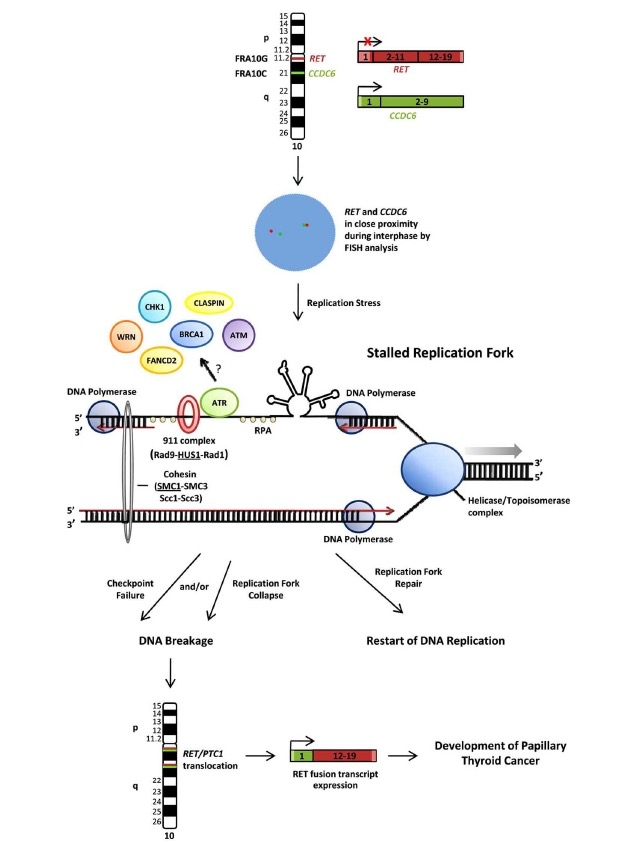 15
14
13
p
12
11.2
FRA10G 11.2 RET
FRA10C 21 CCDC6
22
q
23
24
25
26
10
1 2-11 12-19
RET
1 2-9
CCDC6
RET and CCDC6
in close proximity
during interphase by
FISH analysis
Replication Stress
CHK1
CLASPIN
WRN
BRCA1
ATM
FANCD2
?
ATR
Stalled Replication Fork
DNA Polymerase
DNA Polymerase
5′
3′
RPA
911 complex
(Rad9-HUS1-Rad1)
Cohesin
(SMC1-SMC3
Scc1-Scc3)
3′
5′
Helicase/Topoisomerase
complex
5′
3′
DNA Polymerase
Checkpoint
Failure
and/or
Replication Fork
Collapse
Replication Fork
Repair
DNA Breakage
Restart of DNA Replication
15
14
13
p
12
11.2
RET/PTC1
translocation
22
q
23
24
25
26
10
1 12-19
RET fusion transcript
expression
Development of Papillary
Thyroid Cancer